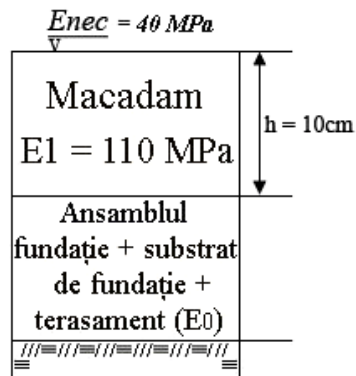 Enec = 40 MPa
v
Macadam
E1 = 110 MPa
h = 10cm
Ansamblul
fundație + substrat
de fundație +
terasament (E0)